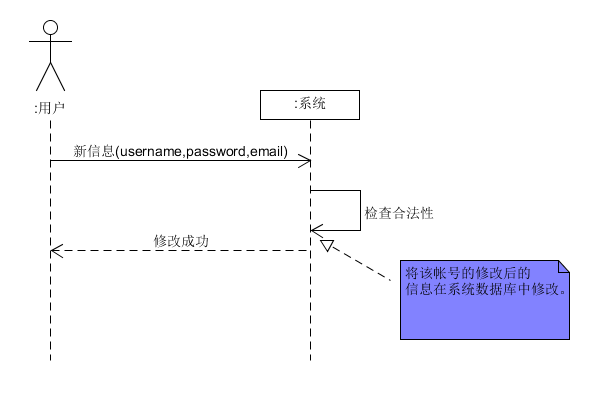 :用户
:系统
新信息(username,password,email)
检查合法性
修改成功
将该帐号的修改后的
信息在系统数据库中修改。